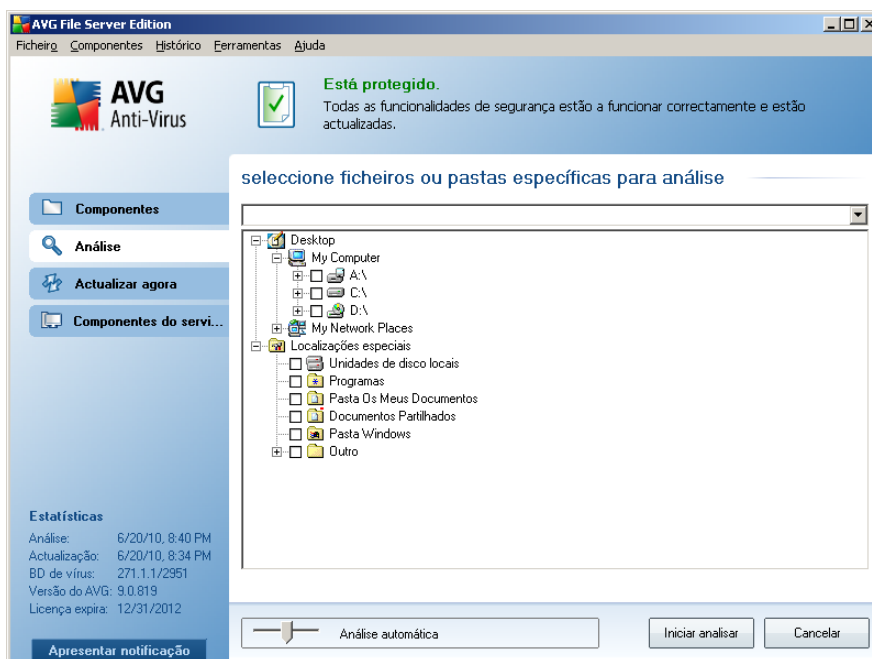 AVG File Server Edition
Ficheiro Componentes Histórico Ferramentas Ajuda
AVG
Anti-Virus
Está protegido.
Todas as funcionalidades de segurança estão a funcionar correctamente e estão
actualizadas.
seleccione ficheiros ou pastas específicas para análise
Componentes
Análise
Actualizar agora
Componentes do servi...
Desktop
My Computer
A:\
C:\
D:\
My Network Places
Localizações especiais
Unidades de disco locais
Programas
Pasta Os Meus Documentos
Documentos Partilhados
Pasta Windows
Outro
Estatísticas
Análise: 6/20/10, 8:40 PM
Actualização: 6/20/10, 8:34 PM
BD de vírus: 271.1.1/2951
Versão do AVG: 9.0.819
Licença expira: 12/31/2012
Apresentar notificação
Análise automática
Iniciar analisar
Cancelar